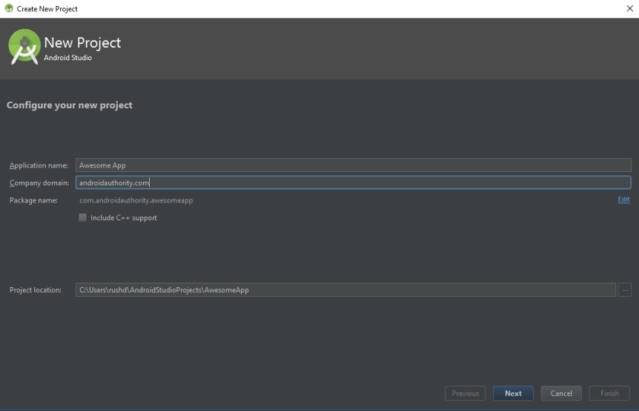 Create New Project
New Project
Android Studio
Configure your new project
Application name: Awesome App
Company domain: androidauthority.com
Package name: com.androidauthority.awesomeapp Edit
Include C++ support
Project location: C:\Users\rushd\AndroidStudioProjects\AwesomeApp ...
Previous Next Cancel Finish